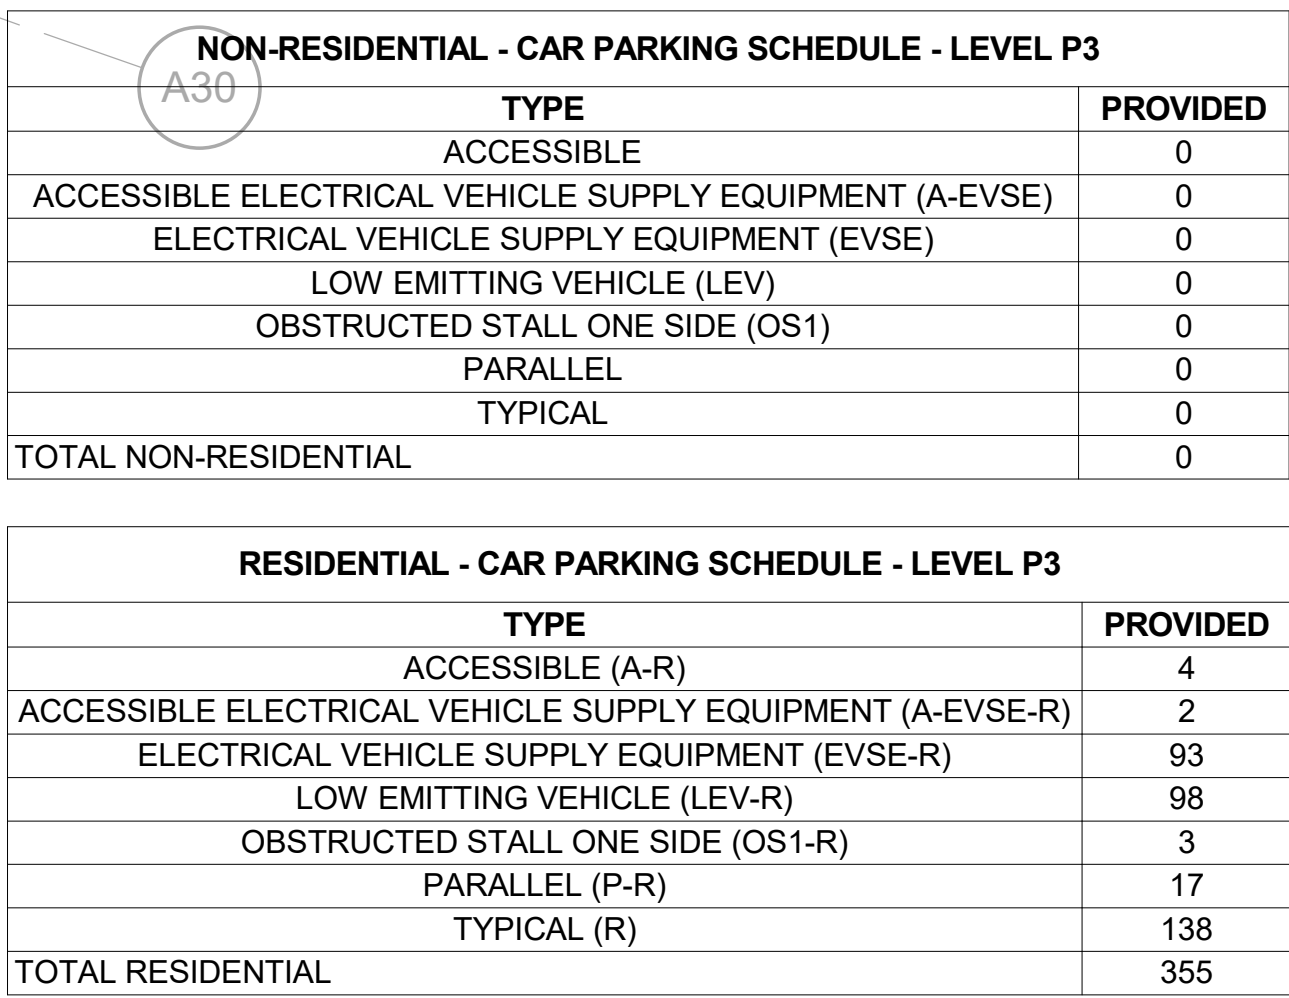 NON-RESIDENTIAL - CAR PARKING SCHEDULE - LEVEL P3
A30
TYPE PROVIDED
ACCESSIBLE 0
ACCESSIBLE ELECTRICAL VEHICLE SUPPLY EQUIPMENT (A-EVSE) 0
ELECTRICAL VEHICLE SUPPLY EQUIPMENT (EVSE) 0
LOW EMITTING VEHICLE (LEV) 0
OBSTRUCTED STALL ONE SIDE (OS1) 0
PARALLEL 0
TYPICAL 0
TOTAL NON-RESIDENTIAL 0
RESIDENTIAL - CAR PARKING SCHEDULE - LEVEL P3
TYPE PROVIDED
ACCESSIBLE (A-R) 4
ACCESSIBLE ELECTRICAL VEHICLE SUPPLY EQUIPMENT (A-EVSE-R) 2
ELECTRICAL VEHICLE SUPPLY EQUIPMENT (EVSE-R) 93
LOW EMITTING VEHICLE (LEV-R) 98
OBSTRUCTED STALL ONE SIDE (OS1-R) 3
PARALLEL (P-R) 17
TYPICAL (R) 138
TOTAL RESIDENTIAL 355